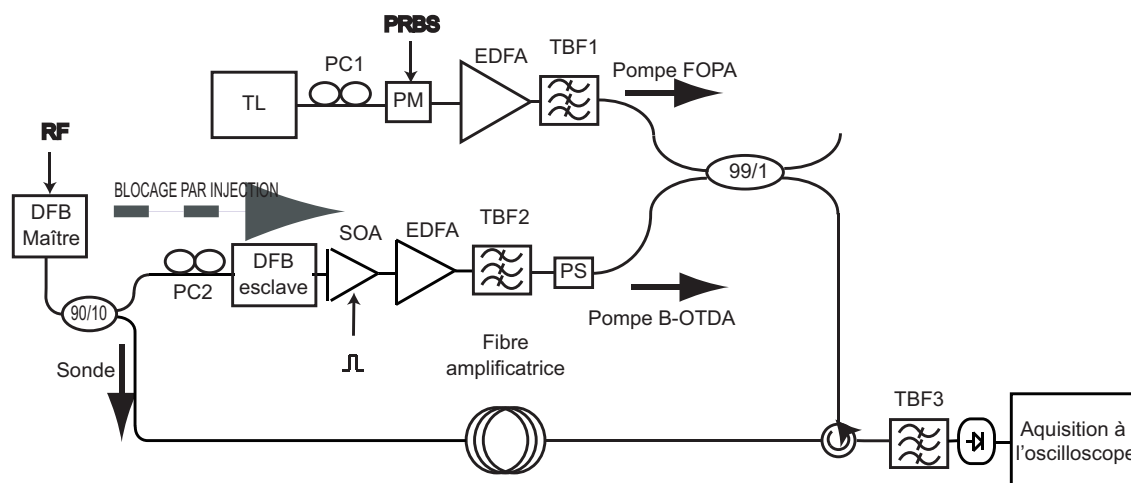 PRBS
EDFA
TBF1
PC1
Pompe FOPA
TL
PM
RF
99/1
BLOCAGE PAR INJECTION
DFB
Maître
SOA
EDFA
TBF2
PC2
DFB
esclave
PS
90/10
Pompe B-OTDA
Sonde
Fibre
amplificatrice
TBF3
Aquisition à
l'oscilloscope